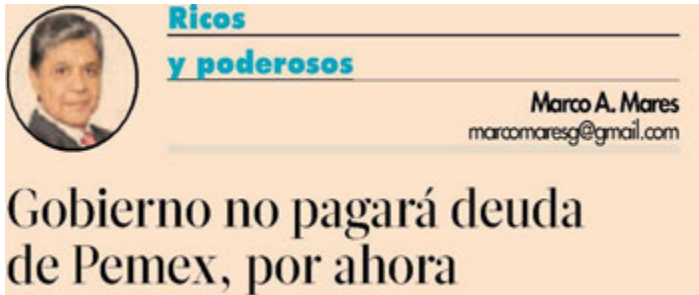 Ricos
y poderosos
Marco A. Mares
marcomaresg@gmail.com
Gobierno no pagará deuda
de Pemex, por ahora